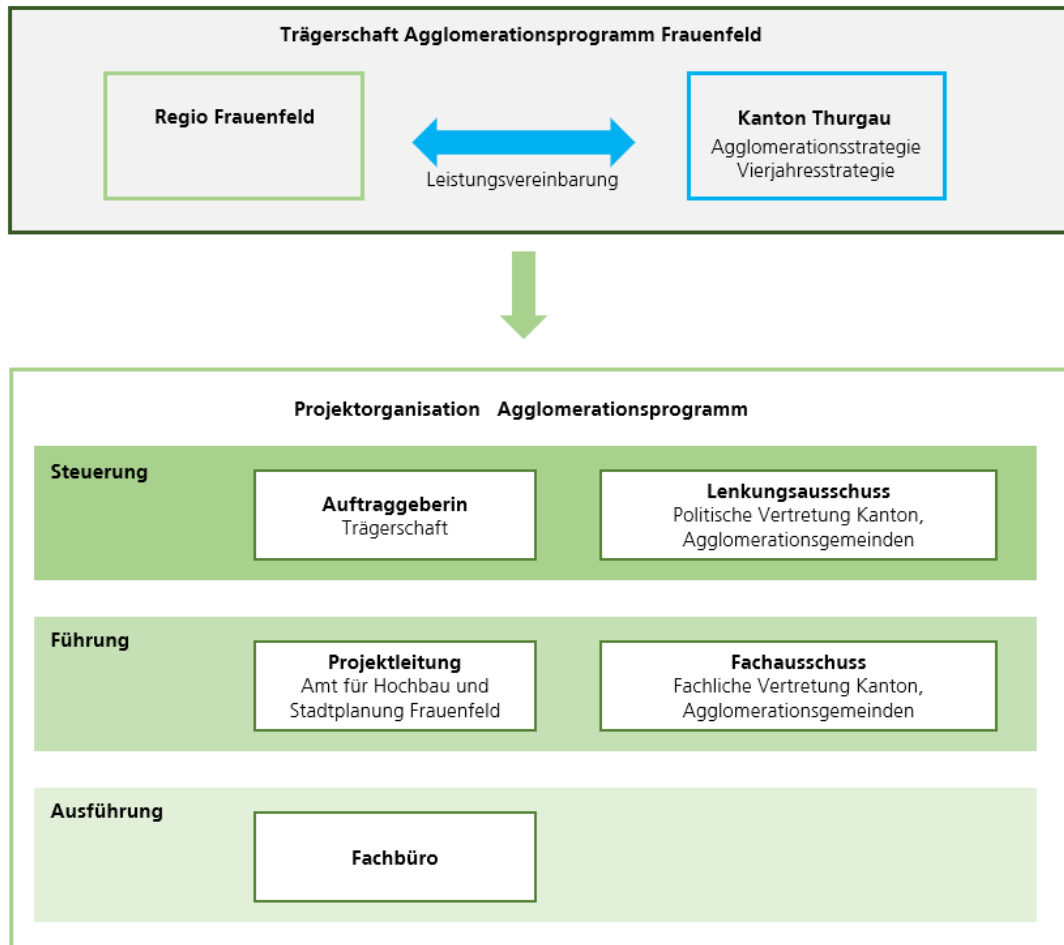 Trägerschaft Agglomerationsprogramm Frauenfeld
Regio Frauenfeld
Leistungsvereinbarung
Kanton Thurgau
Agglomerationsstrategie
Vierjahresstrategie
Projektorganisation Agglomerationsprogramm
Steuerung
Auftraggeberin
Trägerschaft
Lenkungsausschuss
Politische Vertretung Kanton,
Agglomerationsgemeinden
Führung
Projektleitung
Amt für Hochbau und
Stadtplanung Frauenfeld
Fachausschuss
Fachliche Vertretung Kanton,
Agglomerationsgemeinden
Ausführung
Fachbüro